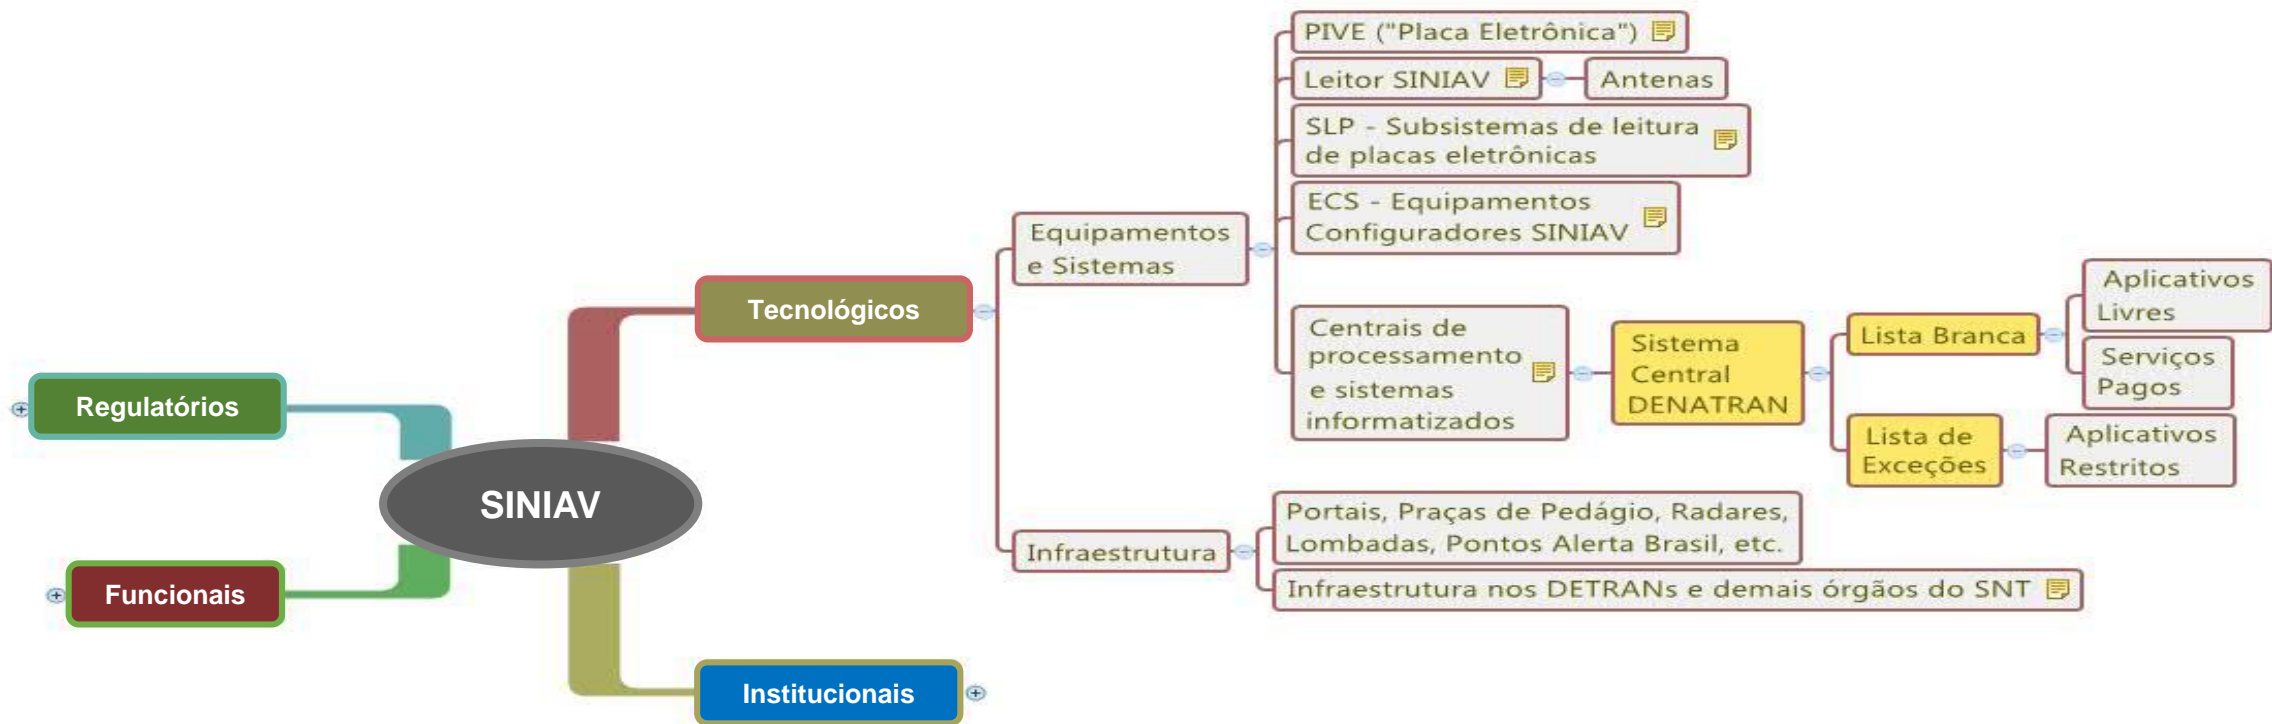 SINIAV
Regulatórios
Funcionais
Tecnológicos
Institucionais
Equipamentos
e Sistemas
PIVE ("Placa Eletrônica")
Leitor SINIAV
Antenas
SLP - Subsistemas de leitura
de placas eletrônicas
ECS - Equipamentos
Configuradores SINIAV
Centrais de
processamento
e sistemas
informatizados
Sistema
Central
DENATRAN
Lista Branca
Aplicativos
Livres
Serviços
Pagos
Lista de
Exceções
Aplicativos
Restritos
Infraestrutura
Portais, Praças de Pedágio, Radares,
Lombadas, Pontos Alerta Brasil, etc.
Infraestrutura nos DETRANs e demais órgãos do SNT